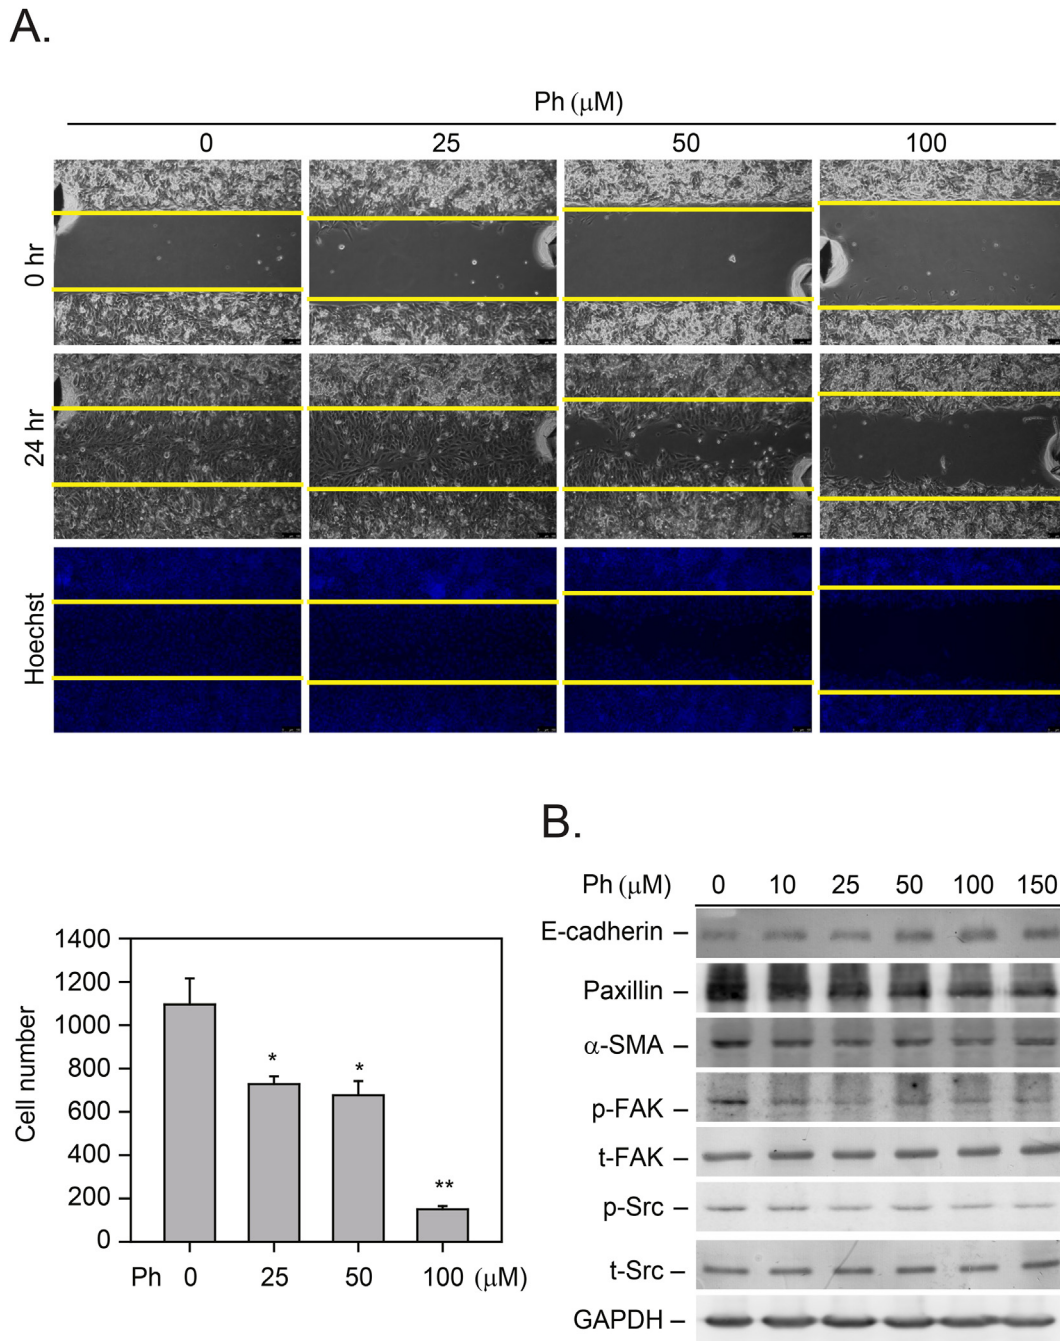 A.
Ph (μM)
0 25 50 100
0 hr
24 hr
Hoechst
1400
1200
1000
800
600
400
200
0
Cell number
* * **
Ph 0 25 50 100 (μM)
B.
Ph (μM) 0 10 25 50 100 150
E-cadherin –
Paxillin –
α-SMA –
p-FAK –
t-FAK –
p-Src –
t-Src –
GAPDH –